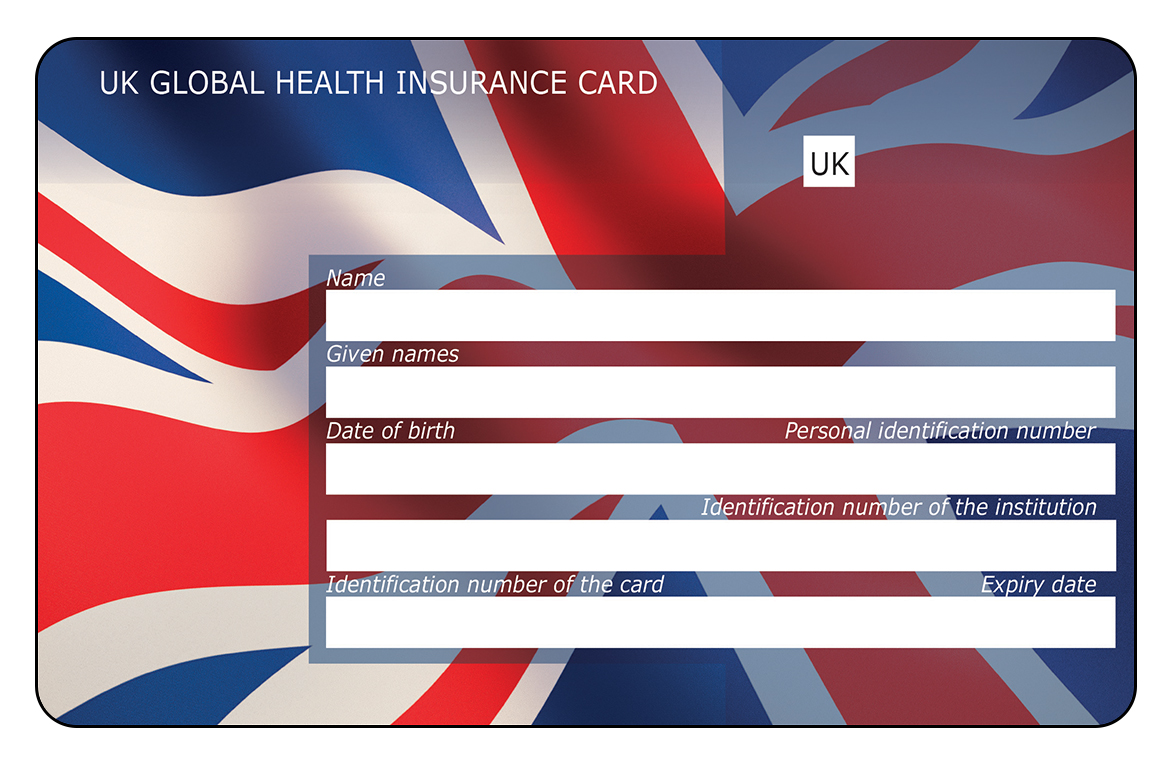 UK GLOBAL HEALTH INSURANCE CARD
UK
Name
Given names
Date of birth Personal identification number
Identification number of the institution
Identification number of the card Expiry date